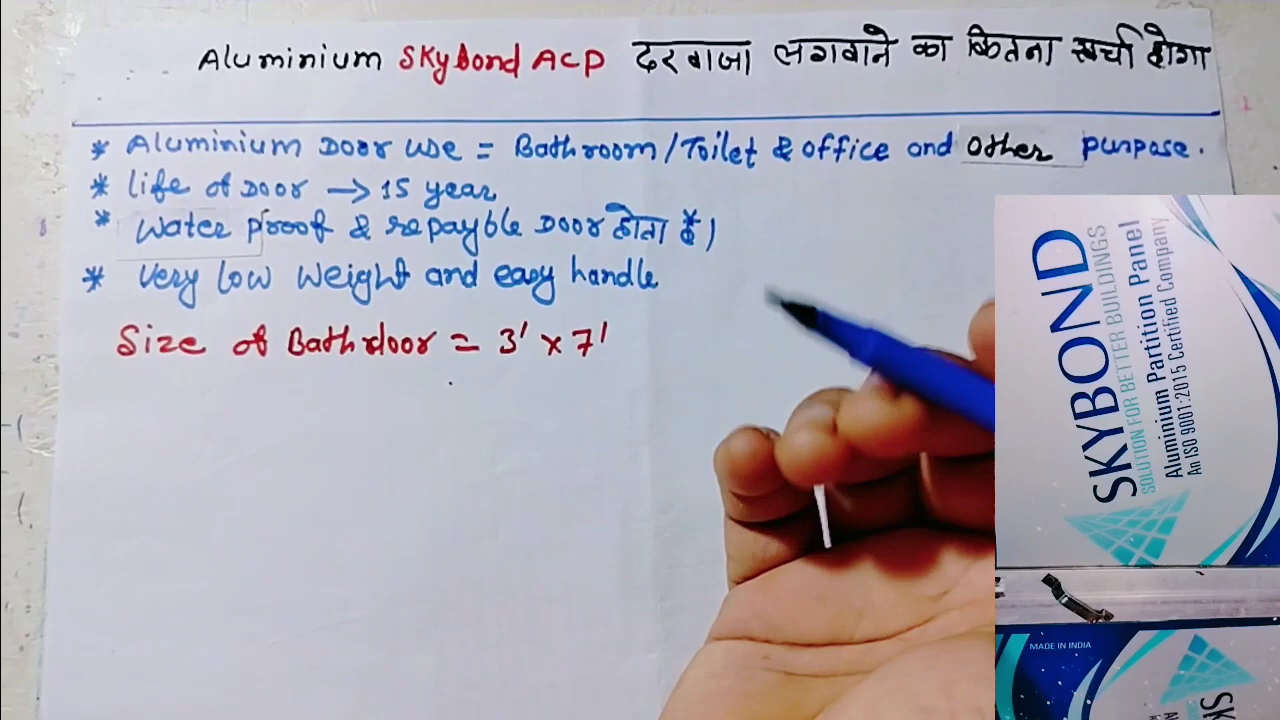 Aluminium Skybond ACP दरवाजा लगवाने का कितना खर्चा होगा
* Aluminium Door use = Bathroom/Toilet & office and other purpose.
* life of Door → 15 year
* Water proof & repayble Door होता है।
* Very low weight and easy handle
Size of Bathdoor = 3' x 7'
SKYBOND
SOLUTION FOR BETTER BUILDINGS
Aluminium Partition Panel
An ISO 9001:2015 Certified Company
MADE IN INDIA
SK